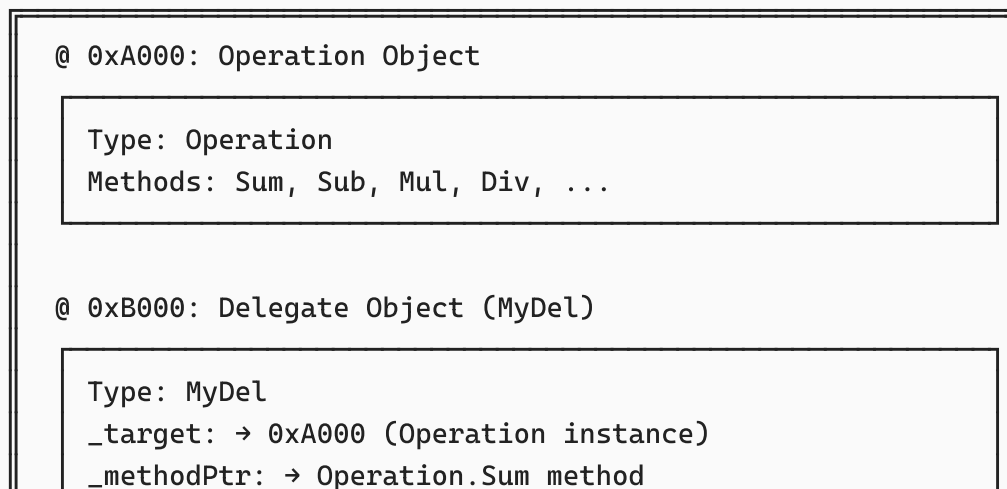 @ 0xA000: Operation Object
Type: Operation
Methods: Sum, Sub, Mul, Div, ...
@ 0xB000: Delegate Object (MyDel)
Type: MyDel
_target: → 0xA000 (Operation instance)
_methodPtr: → Operation.Sum method